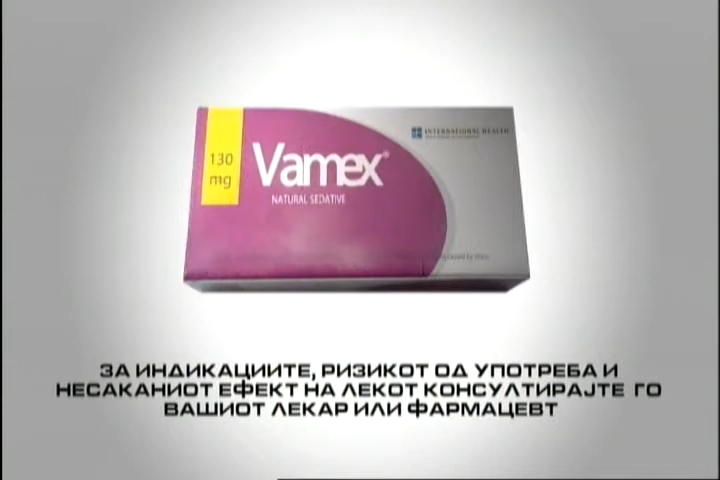 130
mg
Vamex®
NATURAL SEDATIVE
INTERNATIONAL HEALTH
ЗА ИНДИКАЦИИТЕ, РИЗИКОТ ОД УПОТРЕБА И
НЕСАКАНИОТ ЕФЕКТ НА ЛЕКОТ КОНСУЛТИРАЈТЕ ГО
ВАШИОТ ЛЕКАР ИЛИ ФАРМАЦЕВТ